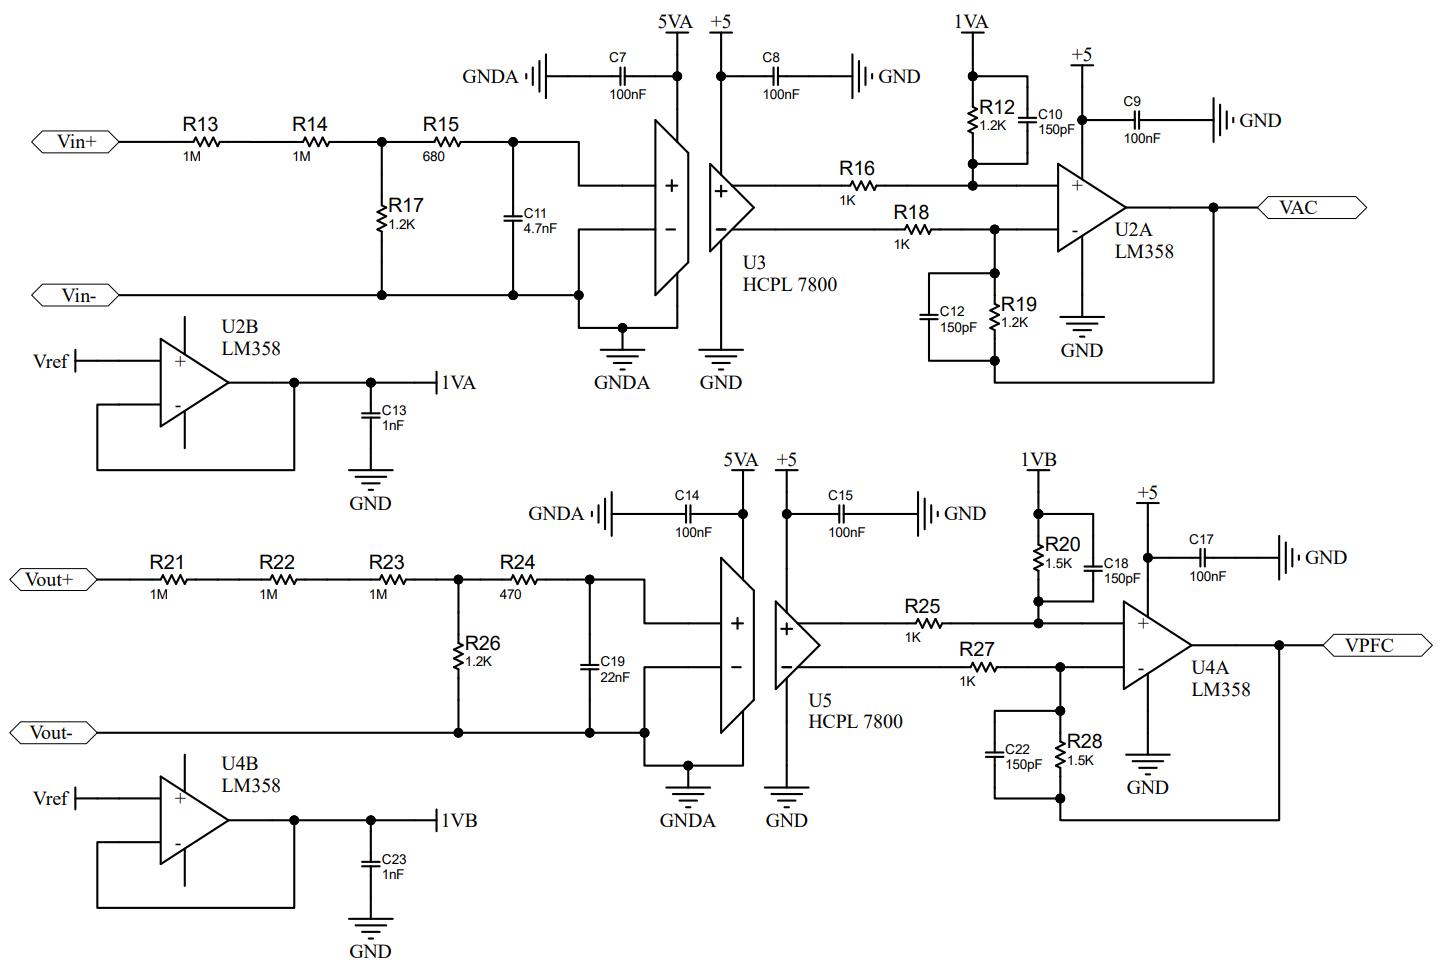 5VA
+5
1VA
+5
C7
GNDA
100nF
C8
GND
100nF
R12
1.2K
C10
150pF
C9
GND
100nF
Vin+
R13
1M
R14
1M
R15
680
R17
1.2K
C11
4.7nF
+
-
+
-
U3
HCPL 7800
R16
1K
R18
1K
+
-
U2A
LM358
VAC
C12
150pF
R19
1.2K
GND
Vin-
GNDA
GND
U2B
LM358
Vref
+
-
1VA
C13
1nF
GND
5VA
+5
1VB
+5
C14
GNDA
100nF
C15
GND
100nF
R20
1.5K
C18
150pF
C17
GND
100nF
Vout+
R21
1M
R22
1M
R23
1M
R24
470
R26
1.2K
C19
22nF
+
-
+
-
U5
HCPL 7800
R25
1K
R27
1K
+
-
U4A
LM358
VPFC
C22
150pF
R28
1.5K
GND
Vout-
GNDA
GND
U4B
LM358
Vref
+
-
1VB
C23
1nF
GND